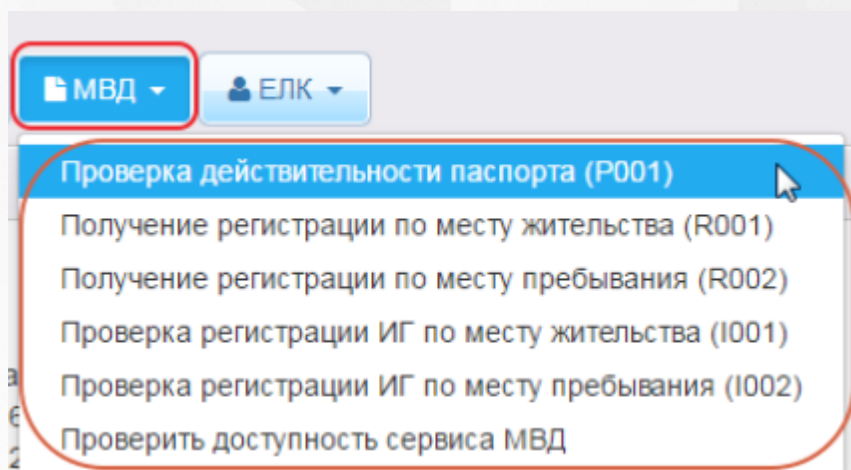 МВД
ЕЛК
Проверка действительности паспорта (P001)
Получение регистрации по месту жительства (R001)
Получение регистрации по месту пребывания (R002)
Проверка регистрации ИГ по месту жительства (I001)
Проверка регистрации ИГ по месту пребывания (I002)
Проверить доступность сервиса МВД